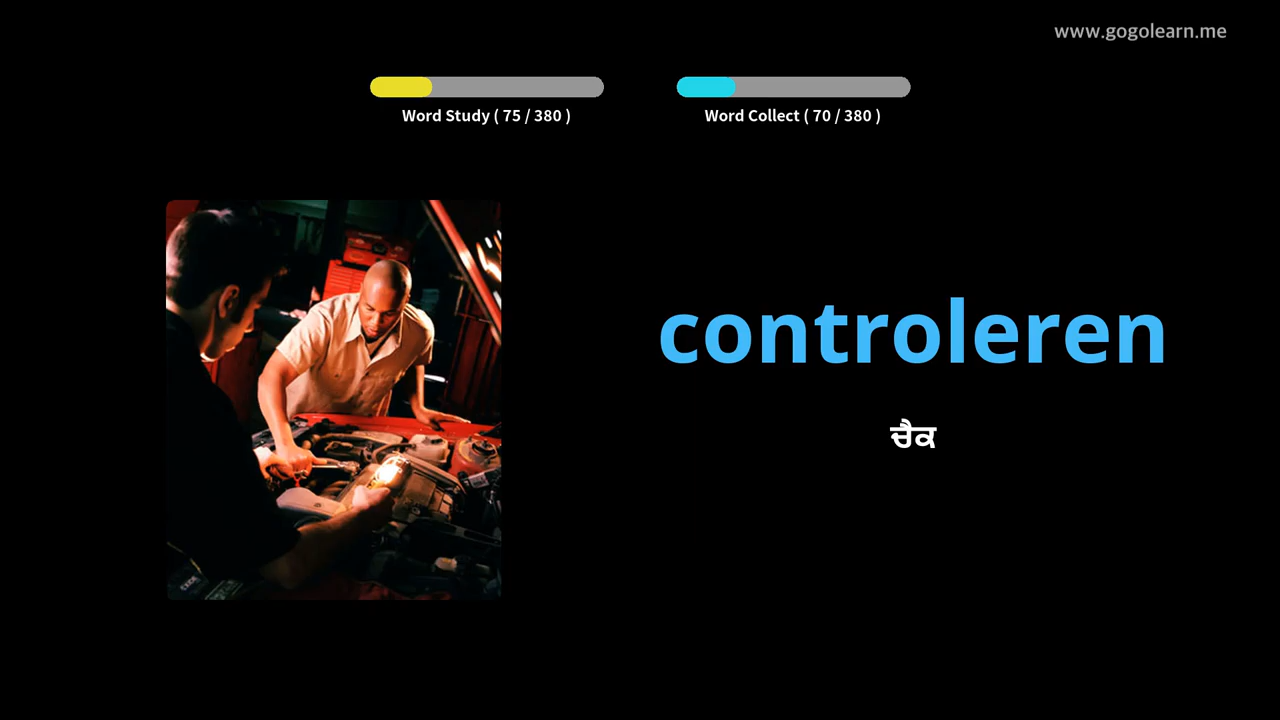 www.gogolearn.me
Word Study ( 75 / 380 )
Word Collect ( 70 / 380 )
controleren
ਚੈਕ